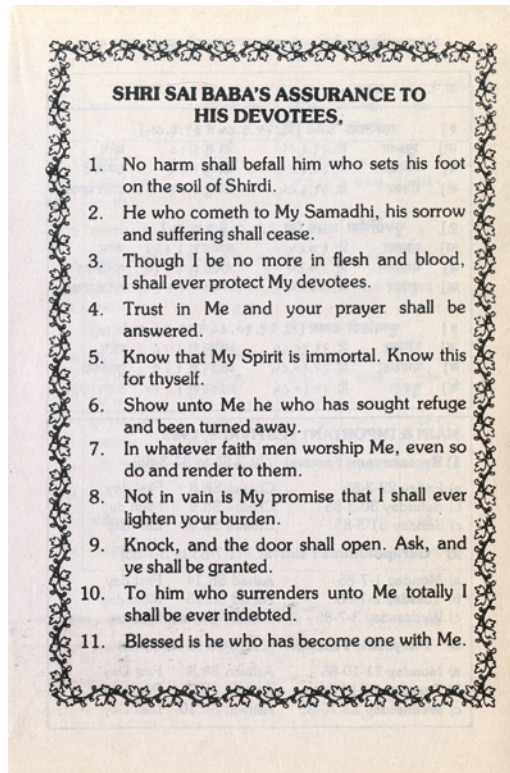 SHRI SAI BABA'S ASSURANCE TO
HIS DEVOTEES.
1. No harm shall befall him who sets his foot
on the soil of Shirdi.
2. He who cometh to My Samadhi, his sorrow
and suffering shall cease.
3. Though I be no more in flesh and blood,
I shall ever protect My devotees.
4. Trust in Me and your prayer shall be
answered.
5. Know that My Spirit is immortal. Know this
for thyself.
6. Show unto Me he who has sought refuge
and been turned away.
7. In whatever faith men worship Me, even so
do and render to them.
8. Not in vain is My promise that I shall ever
lighten your burden.
9. Knock, and the door shall open. Ask, and
ye shall be granted.
10. To him who surrenders unto Me totally I
shall be ever indebted.
11. Blessed is he who has become one with Me.